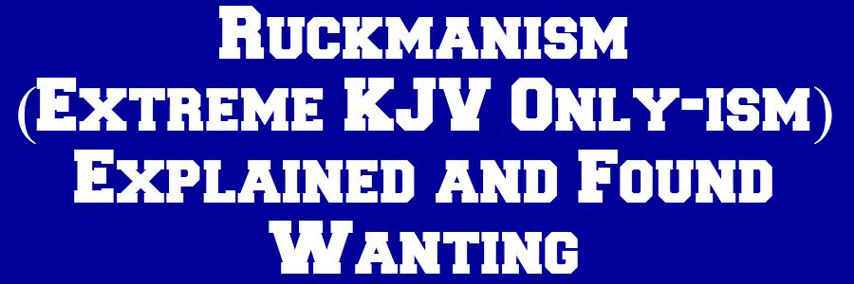 Ruckmanism
(Extreme KJV Only-ism)
Explained and Found
Wanting